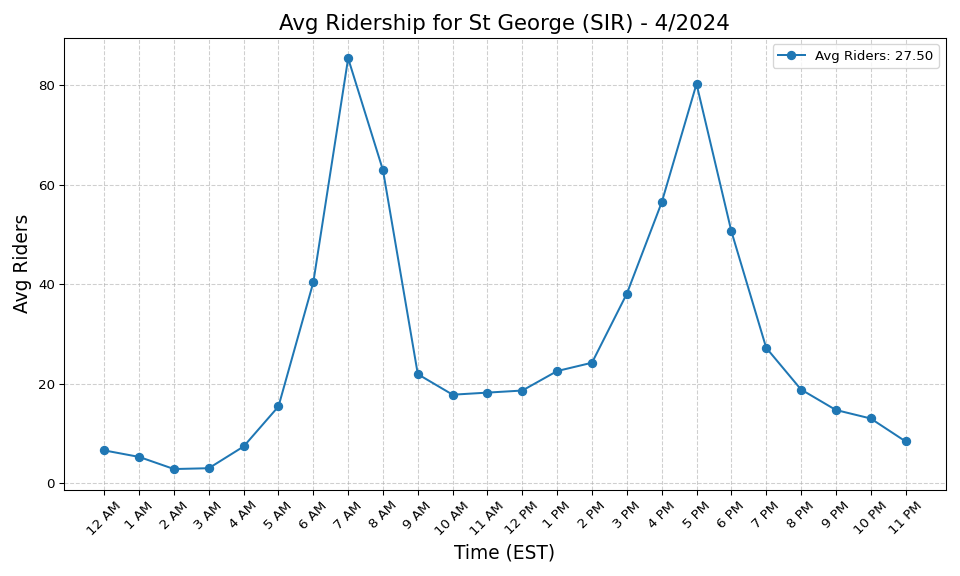 Avg Ridership for St George (SIR) - 4/2024
Avg Riders: 27.50
Avg Riders
80
60
40
20
0
12 AM 1 AM 2 AM 3 AM 4 AM 5 AM 6 AM 7 AM 8 AM 9 AM 10 AM 11 AM 12 PM 1 PM 2 PM 3 PM 4 PM 5 PM 6 PM 7 PM 8 PM 9 PM 10 PM 11 PM
Time (EST)